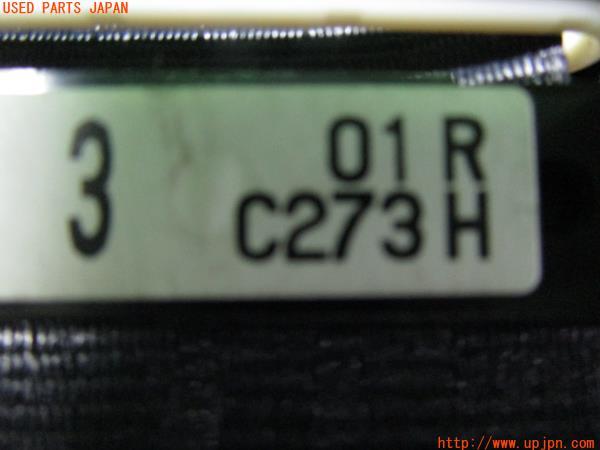 USED PARTS JAPAN
3 01 R
C273 H
http://www.upjpn.com/